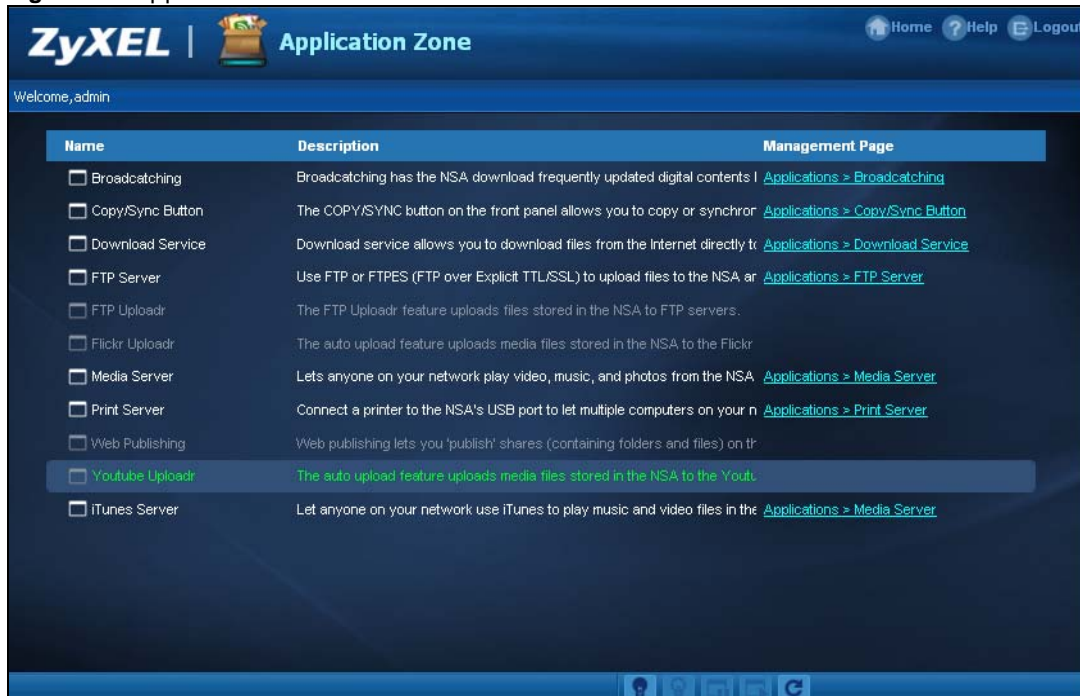 ZyXEL | Application Zone
Home Help Logout
Welcome,admin
Name Description Management Page
Broadcatching Broadcatching has the NSA download frequently updated digital contents Applications > Broadcatching
Copy/Sync Button The COPY/SYNC button on the front panel allows you to copy or synchror Applications > Copy/Sync Button
Download Service Download service allows you to download files from the Internet directly Applications > Download Service
FTP Server Use FTP or FTPES (FTP over Explicit TTL/SSL) to upload files to the NSA ar Applications > FTP Server
FTP Uploadr The FTP Uploadr feature uploads files stored in the NSA to FTP servers.
Flickr Uploadr The auto upload feature uploads media files stored in the NSA to the Flickr
Media Server Lets anyone on your network play video, music, and photos from the NSA Applications > Media Server
Print Server Connect a printer to the NSA's USB port to let multiple computers on your n Applications > Print Server
Web Publishing Web publishing lets you 'publish' shares (containing folders and files) on th
Youtube Uploadr The auto upload feature uploads media files stored in the NSA to the Youtu
iTunes Server Let anyone on your network use iTunes to play music and video files in the Applications > Media Server